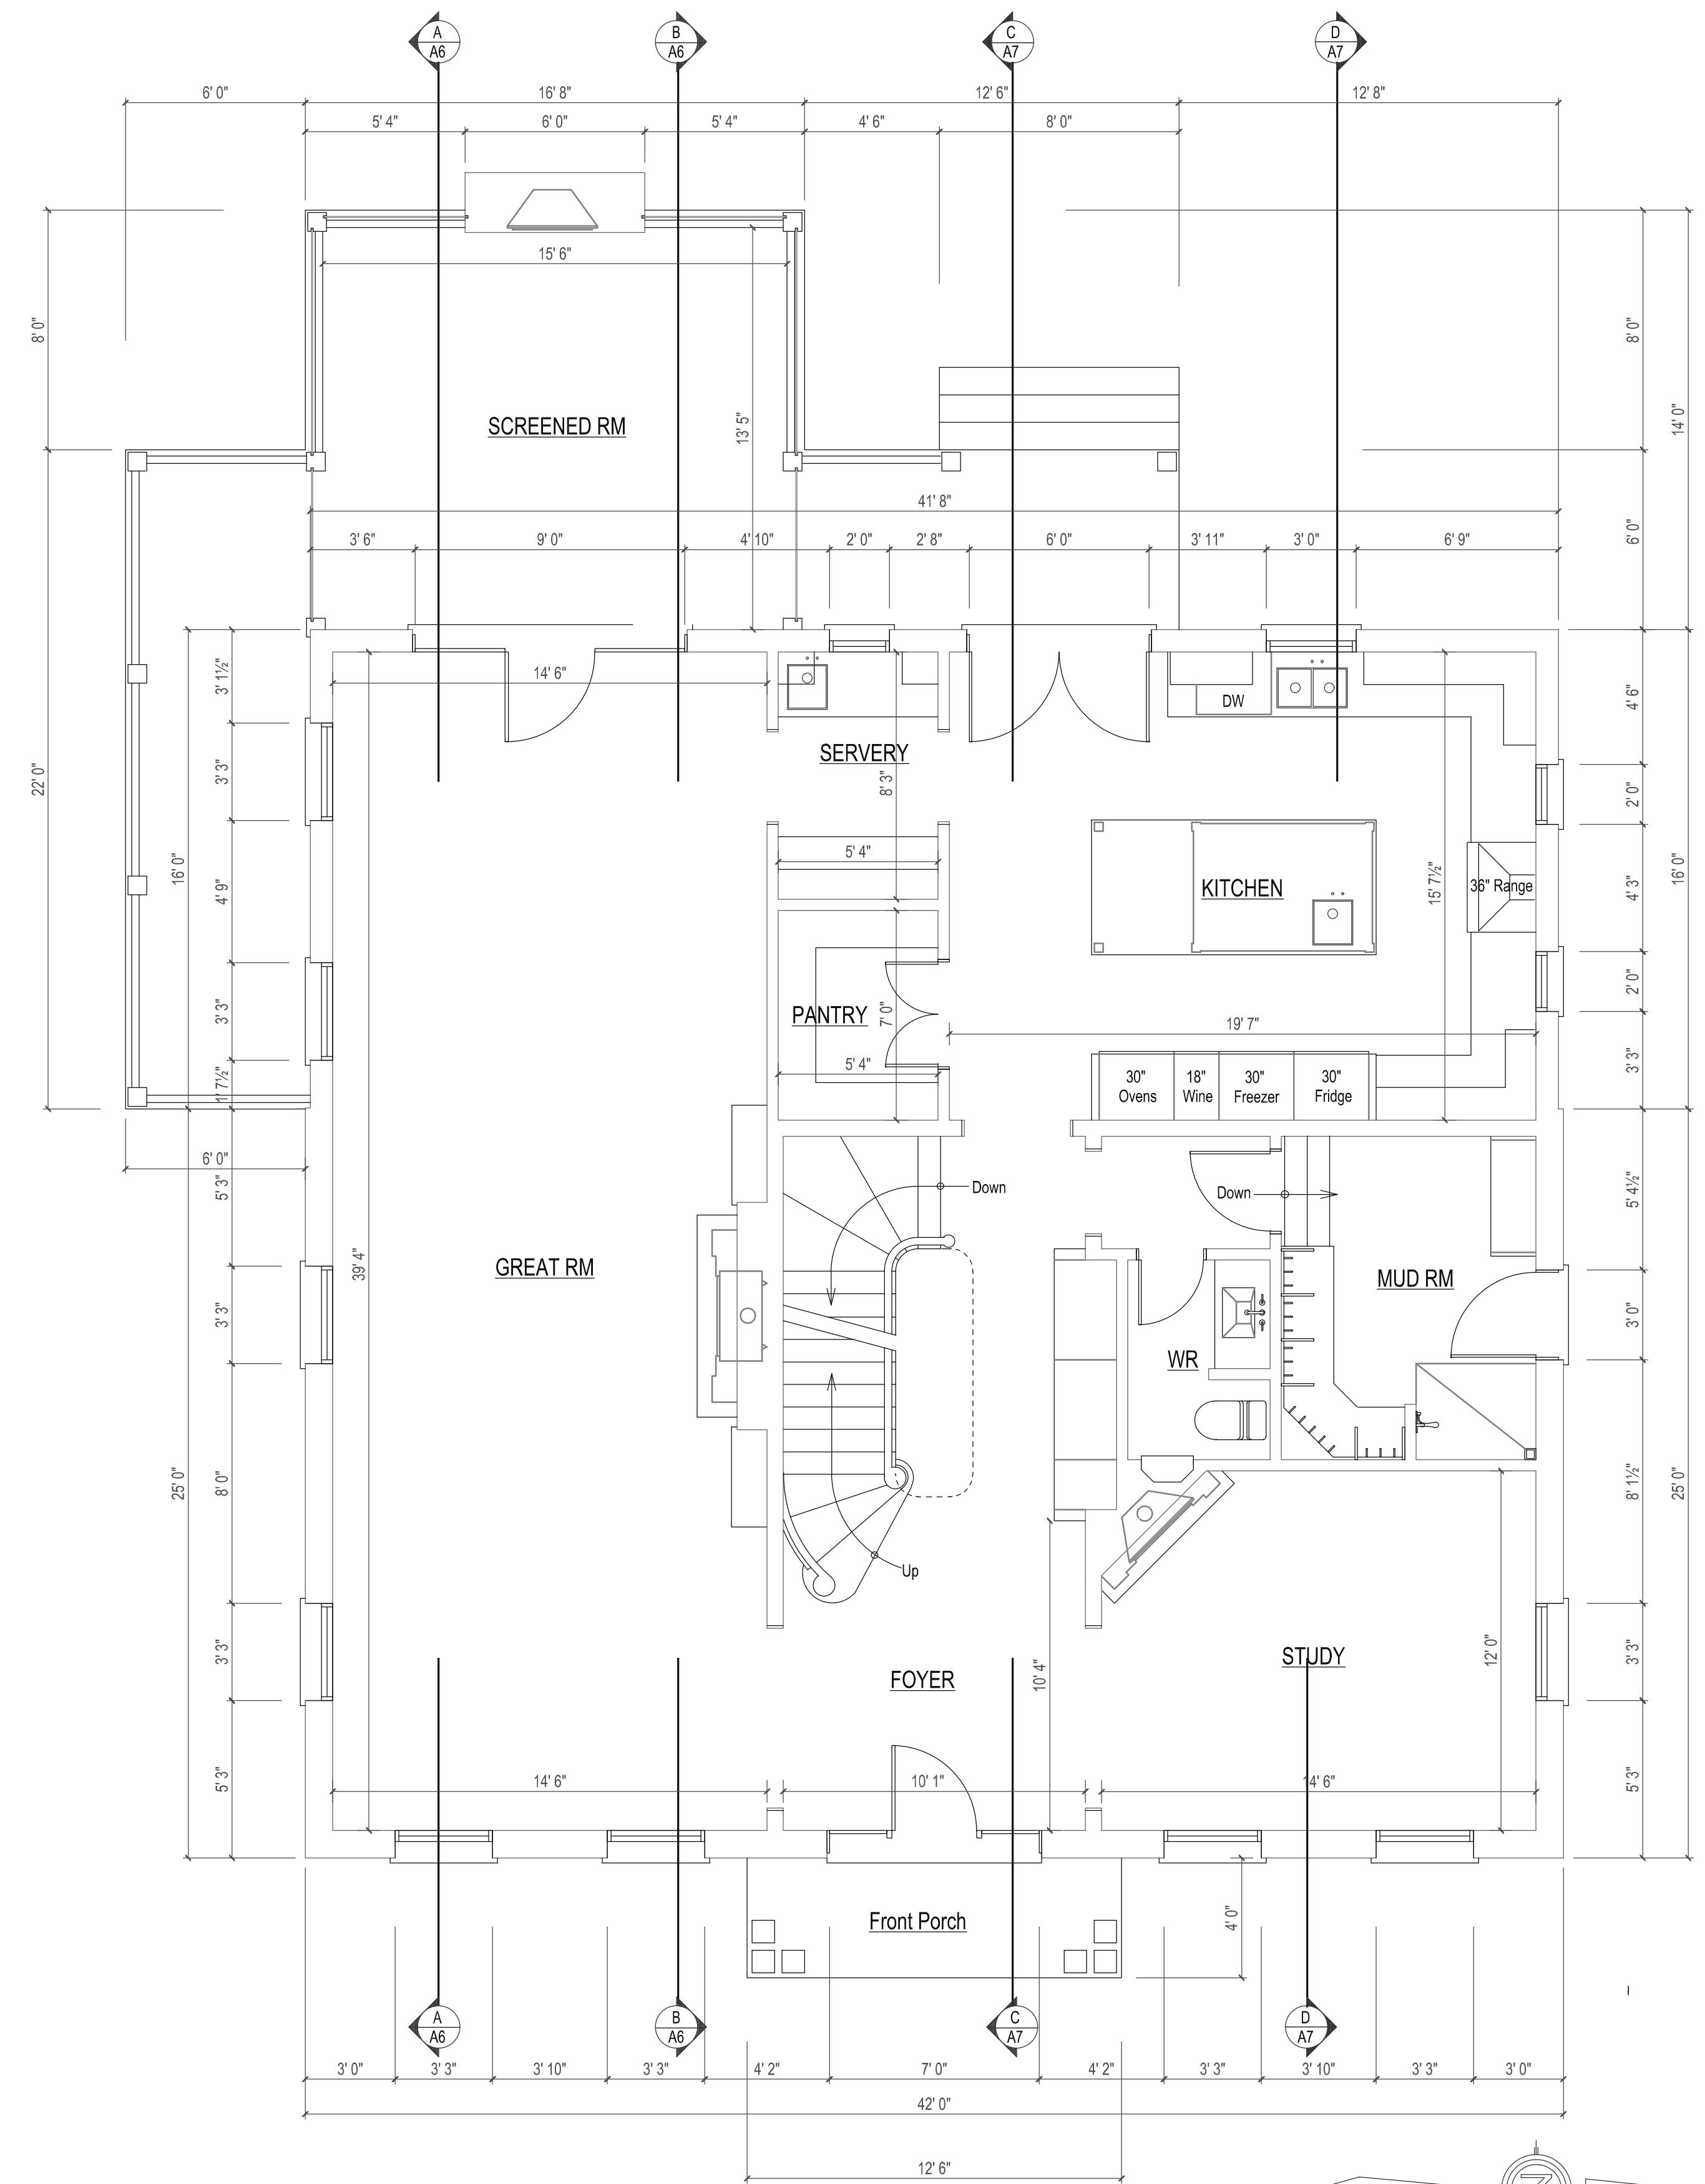 A B C D
A6 A6 A7 A7
6' 0" 16' 8" 12' 6" 12' 8"
5' 4" 6' 0" 5' 4" 4' 6" 8' 0"
15' 6"
8' 0"
8' 0"
13' 5"
14' 0"
SCREENED RM
41' 8"
6' 0"
3' 6" 9' 0" 4' 10" 2' 0" 2' 8" 6' 0" 3' 11" 3' 0" 6' 9"
3' 1½"
14' 6"
DW
4' 6"
SERVERY
22' 0"
3' 3"
8' 3"
2' 0"
16' 0"
4' 9"
5' 4"
KITCHEN
15' 7½"
36" Range
4' 3"
16' 0"
3' 3"
PANTRY
7' 0"
19' 7"
2' 0"
1' 7½"
5' 4"
30" 18" 30" 30"
Ovens Wine Freezer Fridge
3' 3"
6' 0"
5' 3"
Down
Down
5' 4½"
39' 4"
GREAT RM
MUD RM
3' 3"
WR
3' 0"
25' 0"
8' 0"
8' 1½"
25' 0"
Up
3' 3"
FOYER
10' 4"
STUDY
12' 0"
3' 3"
5' 3"
14' 6" 10' 1" 14' 6"
5' 3"
Front Porch
4' 0"
A B C D
A6 A6 A7 A7
3' 0" 3' 3" 3' 10" 3' 3" 4' 2" 7' 0" 4' 2" 3' 3" 3' 10" 3' 3" 3' 0"
42' 0"
12' 6"